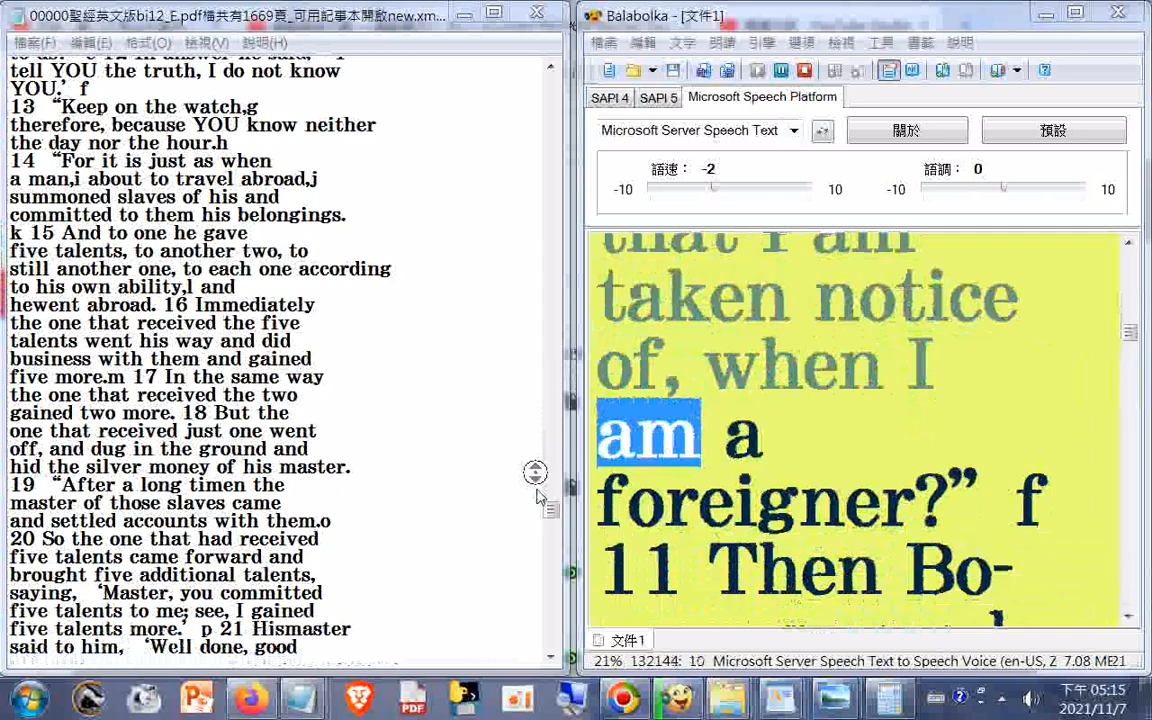 00000聖經英文版bi12_E.pdf檔共有1669頁_可用記事本開啟new.xm...
檔案(F) 編輯(E) 格式(O) 檢視(V) 說明(H)
tell YOU the truth, I do not know
YOU.’ f
13 “Keep on the watch,g
therefore, because YOU know neither
the day nor the hour.h
14 “For it is just as when
a man,i about to travel abroad,j
summoned slaves of his and
committed to them his belongings.
k 15 And to one he gave
five talents, to another two, to
still another one, to each one according
to his own ability,l and
hewent abroad. 16 Immediately
the one that received the five
talents went his way and did
business with them and gained
five more.m 17 In the same way
the one that received the two
gained two more. 18 But the
one that received just one went
off, and dug in the ground and
hid the silver money of his master.
19 “After a long timen the
master of those slaves came
and settled accounts with them.o
20 So the one that had received
five talents came forward and
brought five additional talents,
saying, ‘Master, you committed
five talents to me; see, I gained
five talents more.’ p 21 Hismaster
said to him, ‘Well done, good
Balabolka - [文件1]
檔案 編輯 文字 朗讀 引擎 選項 檢視 工具 書籤 說明
SAPI 4 SAPI 5 Microsoft Speech Platform
Microsoft Server Speech Text 關於 預設
語速： -2 語調： 0
-10 10 -10 10
that I am
taken notice
of, when I
am a
foreigner?” f
11 Then Bo-
文件1
21% 132144: 10 Microsoft Server Speech Text to Speech Voice (en-US, Z 7.08 ME21
PDF
下午 05:15
2021/11/7